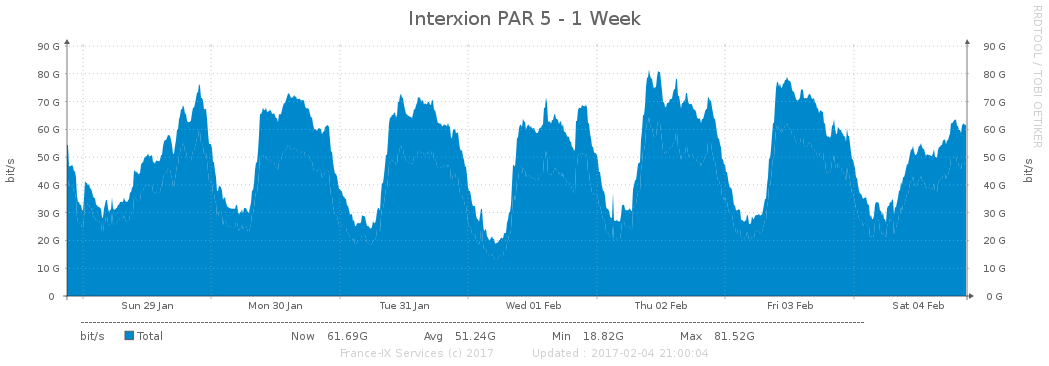 Interxion PAR 5 - 1 Week
RRDTOOL / TOBI OETIKER
90 G 90 G
80 G 80 G
70 G 70 G
60 G 60 G
50 G 50 G
40 G 40 G
30 G 30 G
20 G 20 G
10 G 10 G
0 0 G
bit/s
bit/s
Sun 29 Jan Mon 30 Jan Tue 31 Jan Wed 01 Feb Thu 02 Feb Fri 03 Feb Sat 04 Feb
bit/s Total Now 61.69G Avg 51.24G Min 18.82G Max 81.52G
France-IX Services (c) 2017 Updated : 2017-02-04 21:00:04